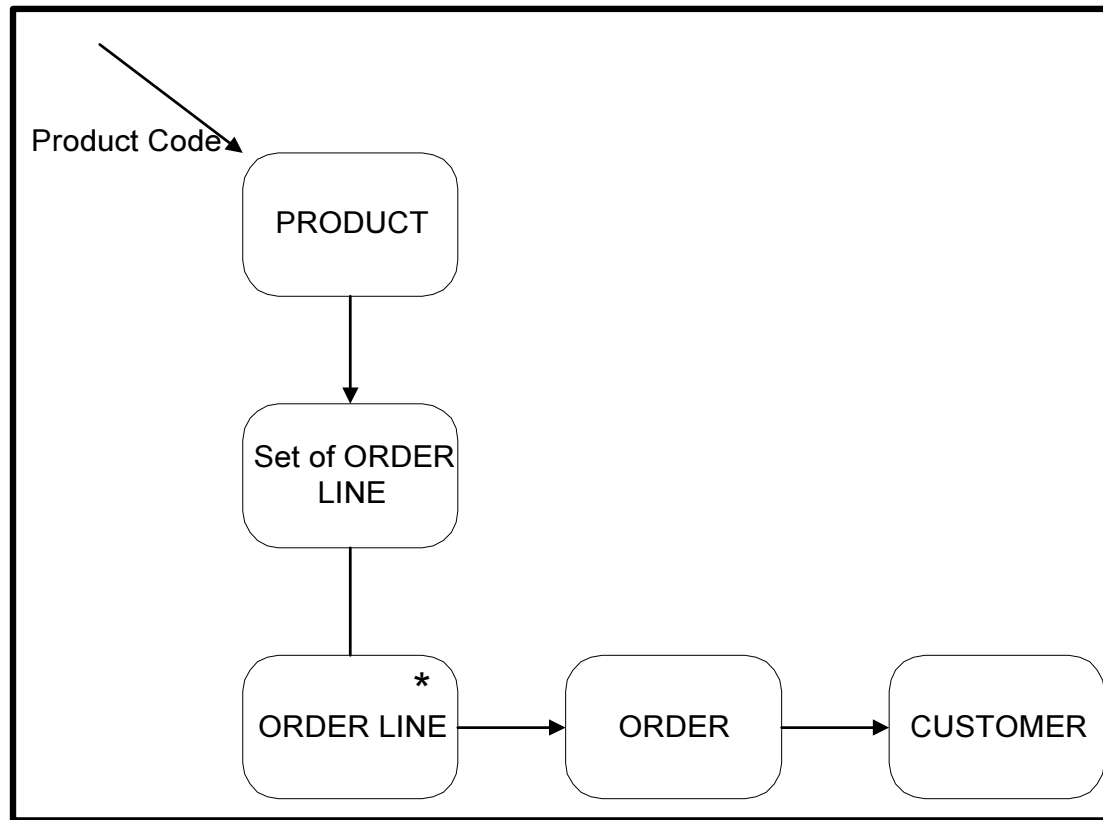 Product Code
PRODUCT
Set of ORDER
LINE
*
ORDER LINE
ORDER
CUSTOMER